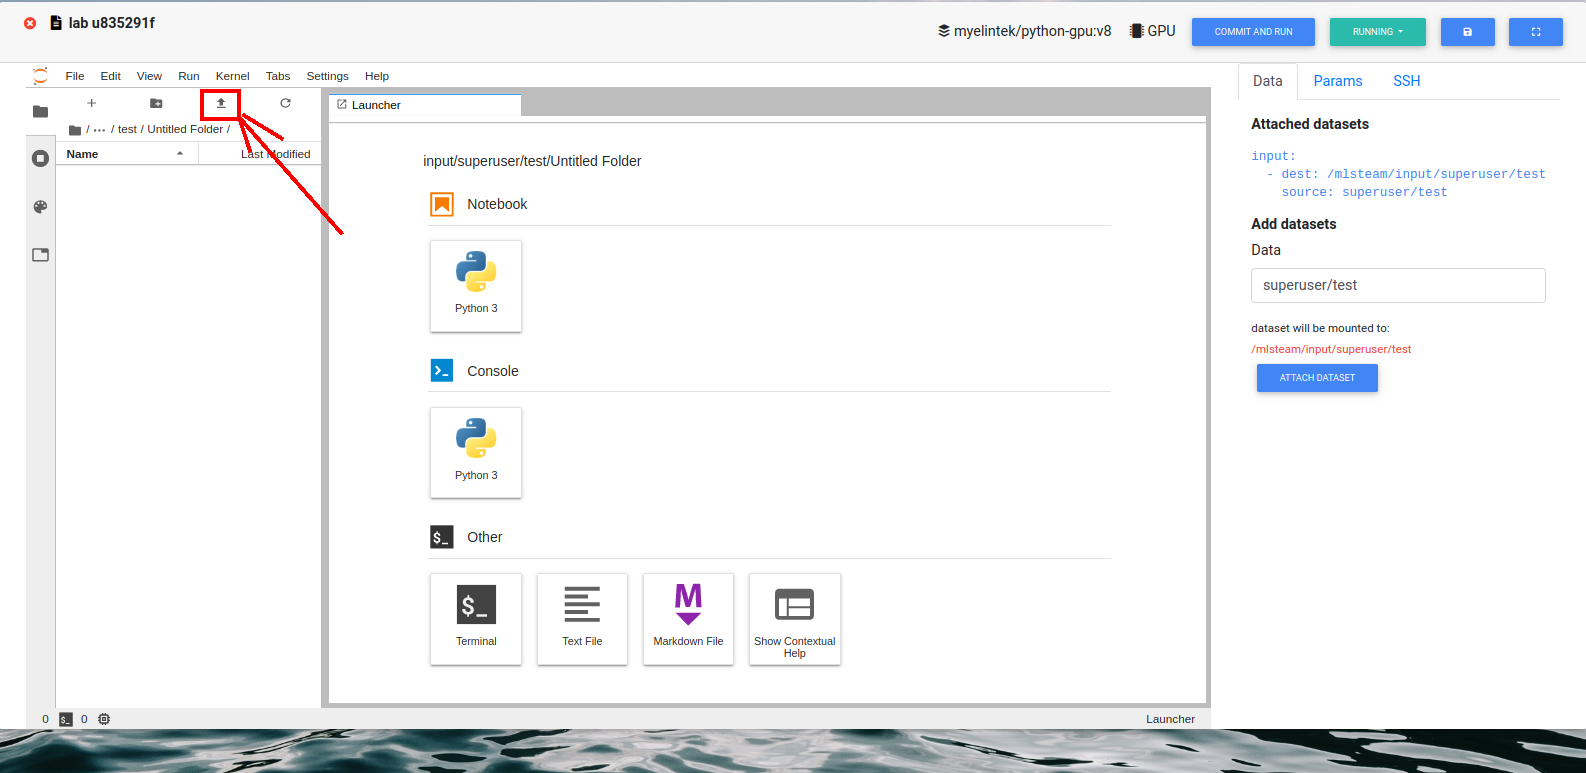 lab u835291f
myelintek/python-gpu:v8 GPU COMMIT AND RUN RUNNING
File Edit View Run Kernel Tabs Settings Help
/ ··· / test / Untitled Folder /
Name Last Modified
Launcher
input/superuser/test/Untitled Folder
Notebook
Python 3
Console
Python 3
Other
$_
Terminal
Text File
M
Markdown File
Show Contextual
Help
0 $_ 0
Launcher
Data Params SSH
Attached datasets
input:
- dest: /mlsteam/input/superuser/test
source: superuser/test
Add datasets
Data
superuser/test
dataset will be mounted to:
/mlsteam/input/superuser/test
ATTACH DATASET